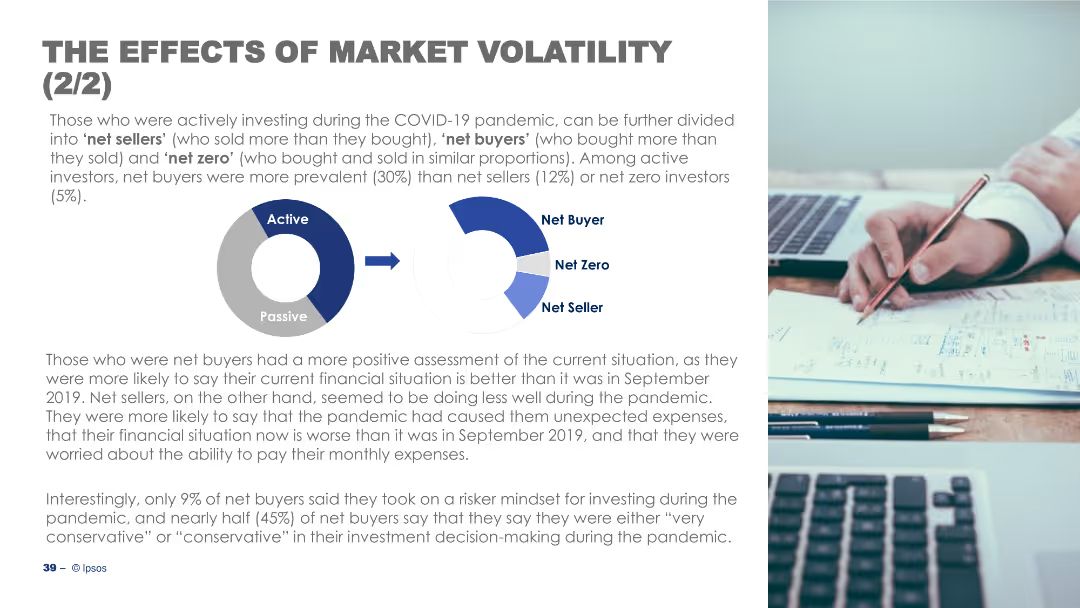 THE EFFECTS OF MARKET VOLATILITY
(2/2)
Those who were actively investing during the COVID-19 pandemic, can be further divided
into ‘net sellers’ (who sold more than they bought), ‘net buyers’ (who bought more than
they sold) and ‘net zero’ (who bought and sold in similar proportions). Among active
investors, net buyers were more prevalent (30%) than net sellers (12%) or net zero investors
(5%).
Active
Passive
Net Buyer
Net Zero
Net Seller
Those who were net buyers had a more positive assessment of the current situation, as they
were more likely to say their current financial situation is better than it was in September
2019. Net sellers, on the other hand, seemed to be doing less well during the pandemic.
They were more likely to say that the pandemic had caused them unexpected expenses,
that their financial situation now is worse than it was in September 2019, and that they were
worried about the ability to pay their monthly expenses.
Interestingly, only 9% of net buyers said they took on a risker mindset for investing during the
pandemic, and nearly half (45%) of net buyers say that they say they were either “very
conservative” or “conservative” in their investment decision-making during the pandemic.
39 – © Ipsos